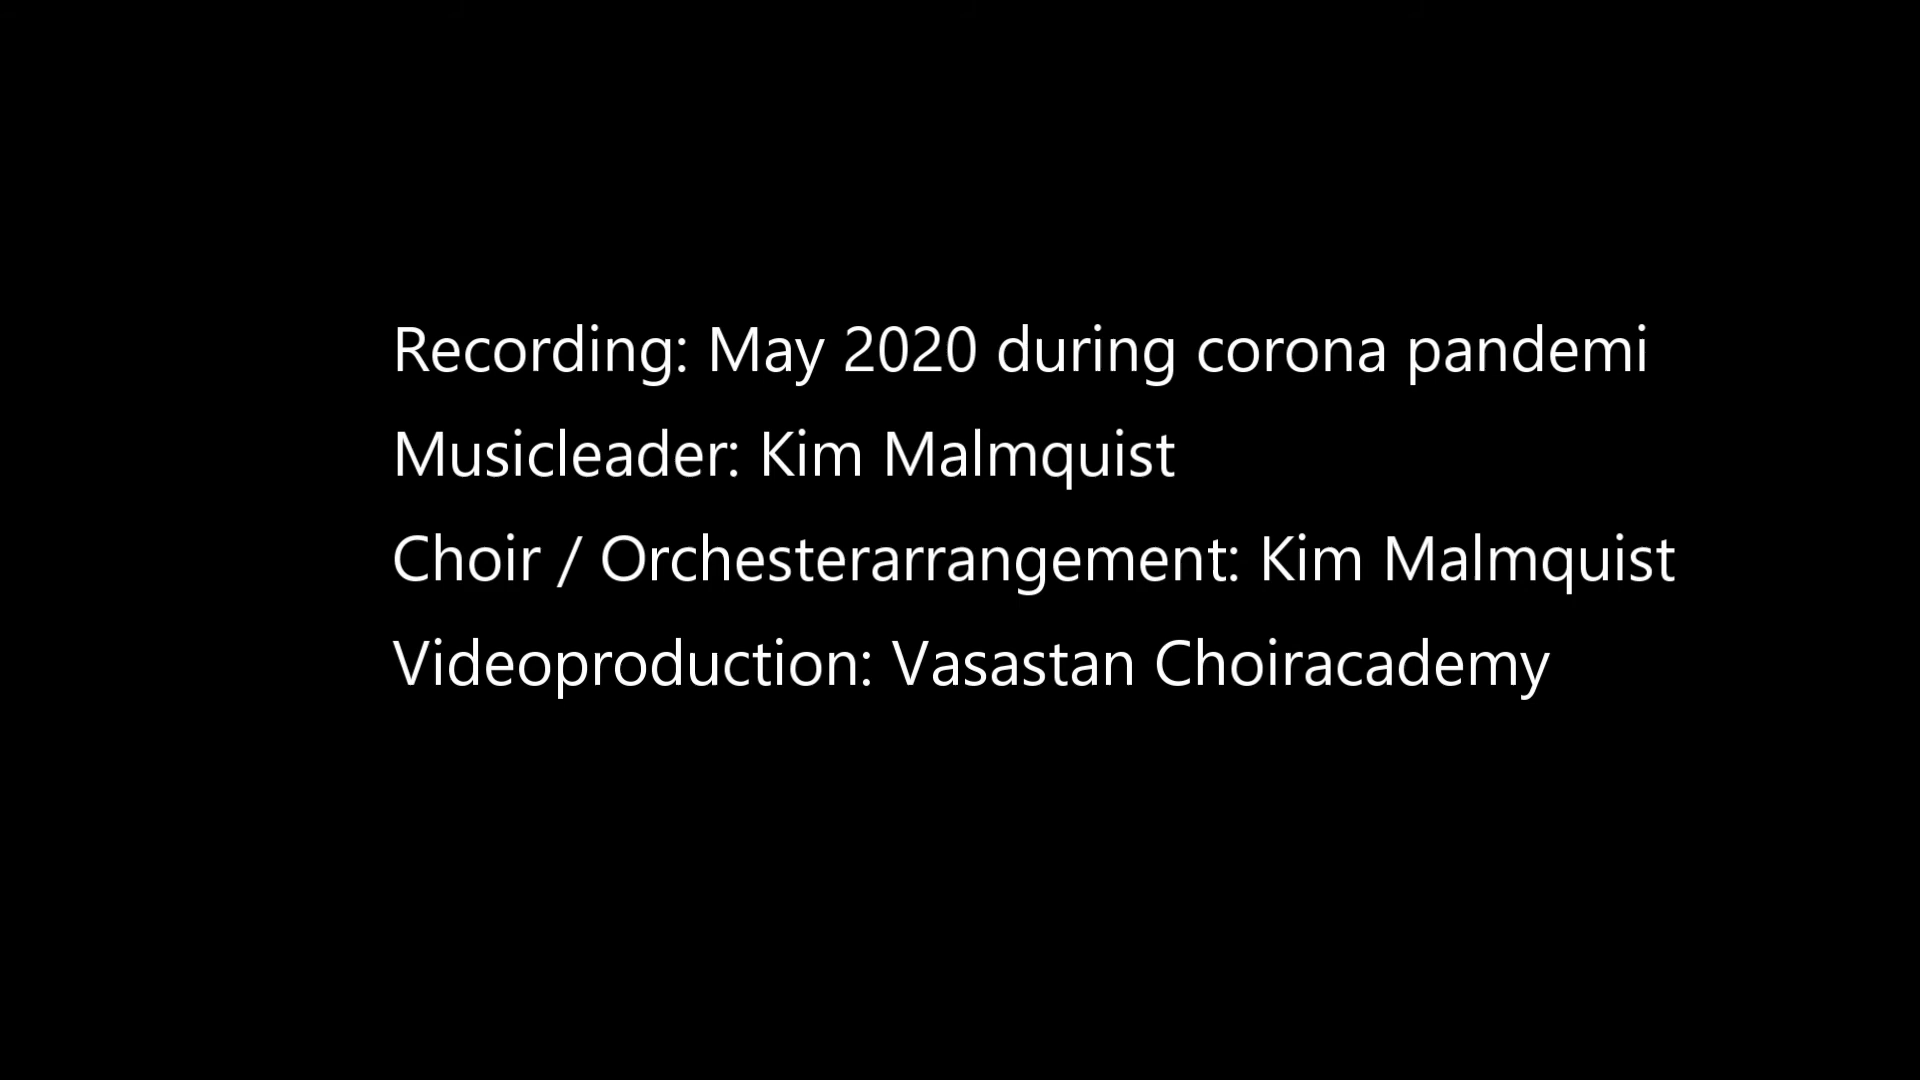 Recording: May 2020 during corona pandemi
Musicleader: Kim Malmquist
Choir / Orchesterarrangement: Kim Malmquist
Videoproduction: Vasastan Choiracademy